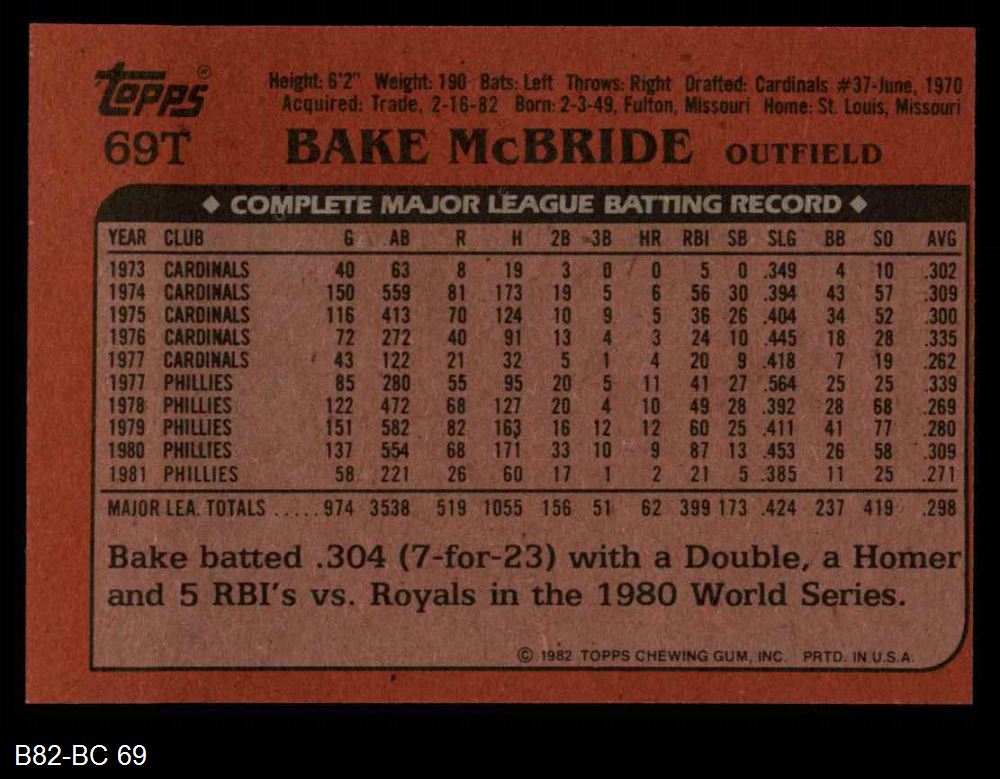 Topps®
Height: 6'2" Weight: 190 Bats: Left Throws: Right Drafted: Cardinals #37-June, 1970
Acquired: Trade, 2-16-82 Born: 2-3-49, Fulton, Missouri Home: St. Louis, Missouri
69T BAKE McBRIDE OUTFIELD
◆ COMPLETE MAJOR LEAGUE BATTING RECORD ◆
YEAR CLUB G AB R H 2B 3B HR RBI SB SLG BB SO AVG
1973 CARDINALS 40 63 8 19 3 0 0 5 0 .349 4 10 .302
1974 CARDINALS 150 559 81 173 19 5 6 56 30 .394 43 57 .309
1975 CARDINALS 116 413 70 124 10 9 5 36 26 .404 34 52 .300
1976 CARDINALS 72 272 40 91 13 4 3 24 10 .445 18 28 .335
1977 CARDINALS 43 122 21 32 5 1 4 20 9 .418 7 19 .262
1977 PHILLIES 85 280 55 95 20 5 11 41 27 .564 25 25 .339
1978 PHILLIES 122 472 68 127 20 4 10 49 28 .392 28 68 .269
1979 PHILLIES 151 582 82 163 16 12 12 60 25 .411 41 77 .280
1980 PHILLIES 137 554 68 171 33 10 9 87 13 .453 26 58 .309
1981 PHILLIES 58 221 26 60 17 1 2 21 5 .385 11 25 .271
MAJOR LEA. TOTALS .....974 3538 519 1055 156 51 62 399 173 .424 237 419 .298
Bake batted .304 (7-for-23) with a Double, a Homer
and 5 RBI's vs. Royals in the 1980 World Series.
© 1982 TOPPS CHEWING GUM, INC. PRTD. IN U.S.A.
B82-BC 69